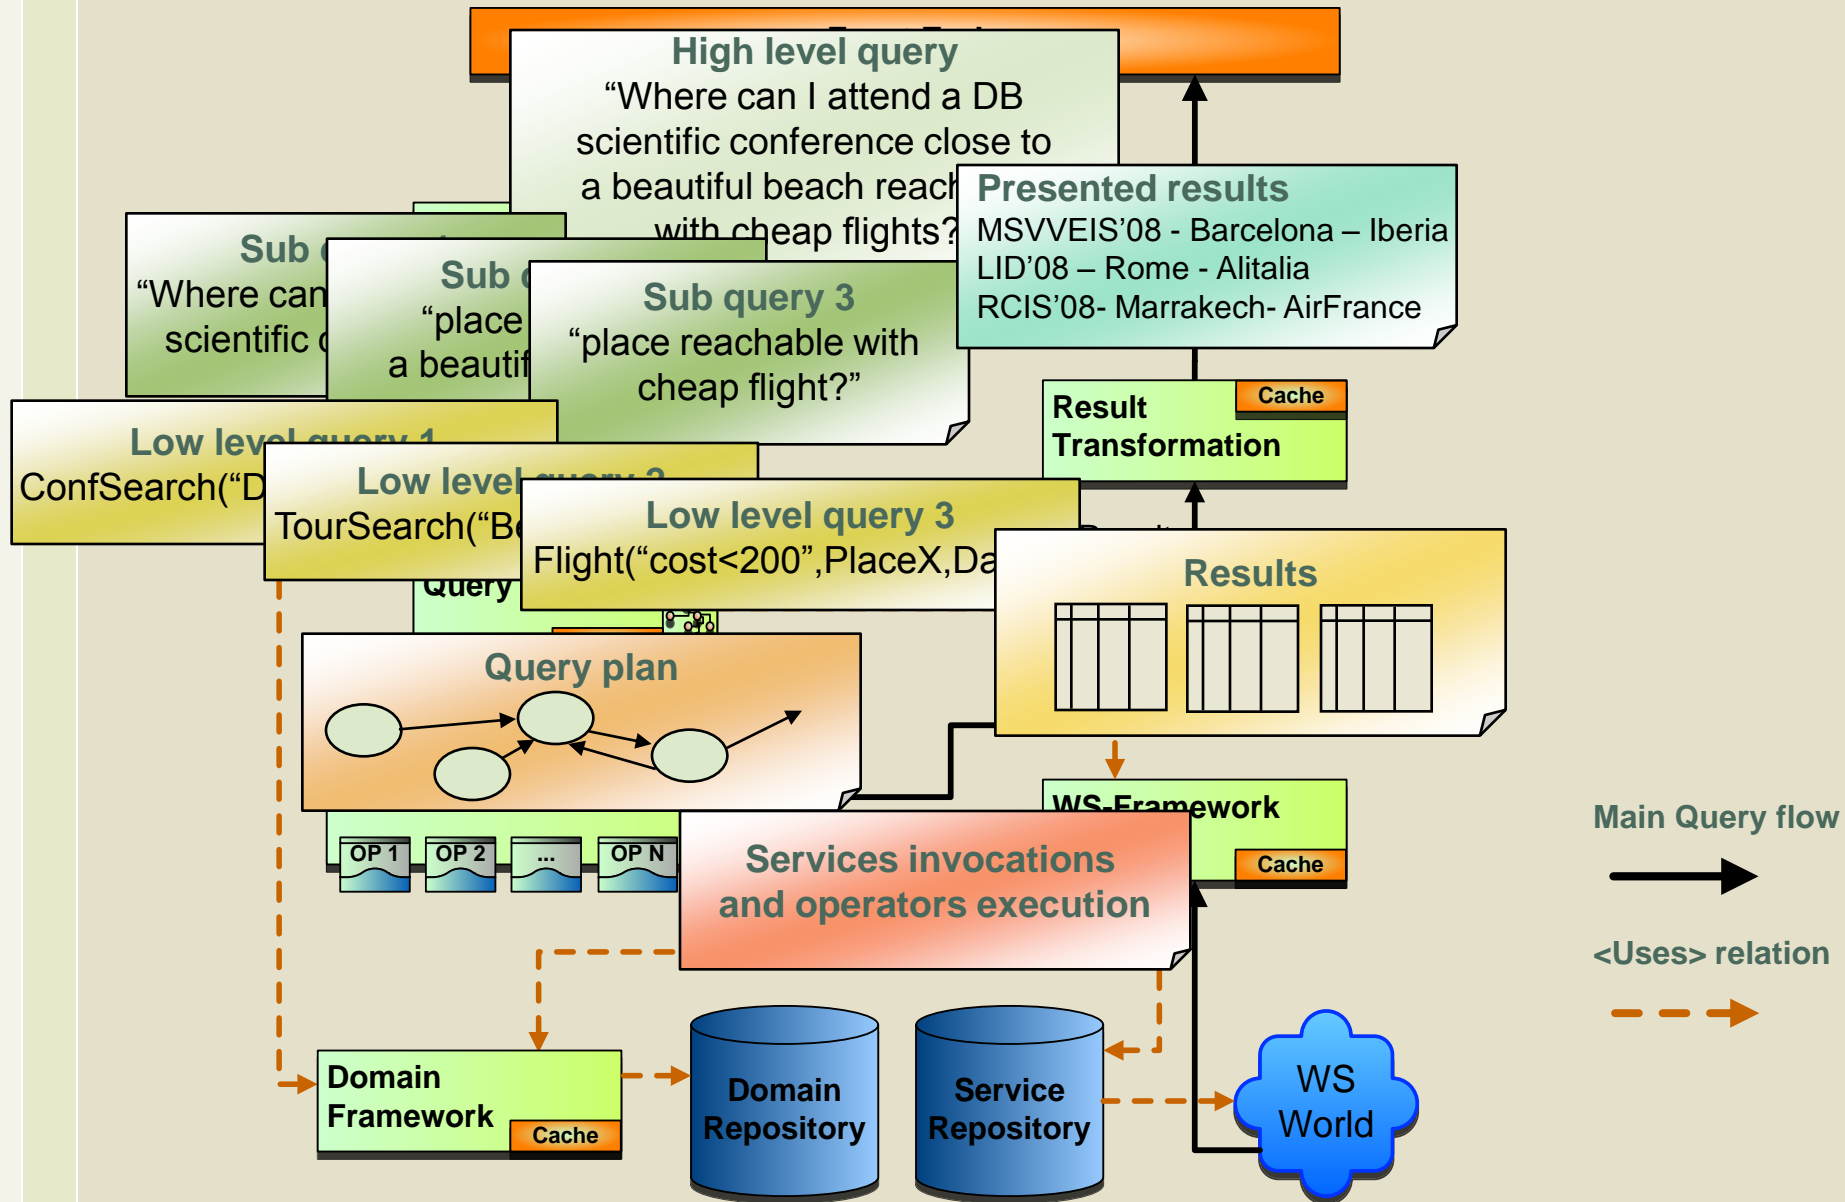 High level query
“Where can I attend a DB
scientific conference close to
a beautiful beach
with cheap flights?
Presented results
MSVVEIS’08 - Barcelona – Iberia
LID’08 – Rome - Alitalia
RCIS’08- Marrakech- AirFrance
Sub
“Where can
scientific
Sub
“place
a
Sub query 3
“place reachable with
cheap flight?”
Result
Transformation
Cache
Low level query 1
ConfSearch(“D
Low level query 2
TourSearch(“Be
Low level query 3
Flight(“cost<200”,PlaceX,Da
Query
Results
Query plan
WS-Framework
Cache
OP 1
OP 2
...
OP N
Services invocations
and operators execution
Main Query flow
<Uses> relation
Domain
Framework
Cache
Domain
Repository
Service
Repository
WS
World